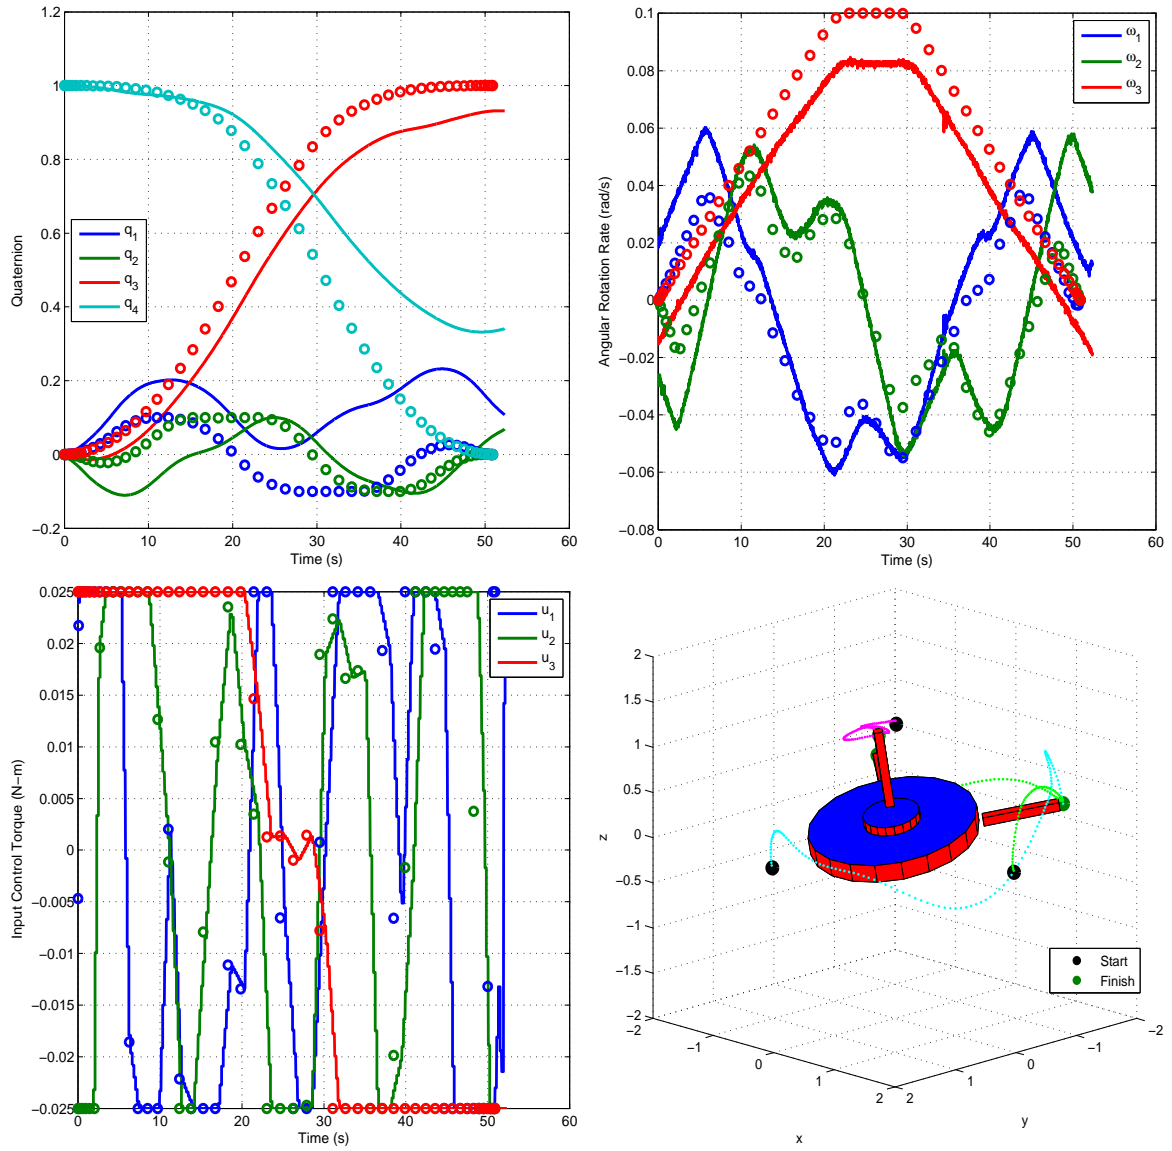 1.2
1
0.8
0.6
0.4
0.2
0
−0.2
Quaternion
q1
q2
q3
q4
0 10 20 30 40 50 60
Time (s)
0.1
0.08
0.06
0.04
0.02
0
−0.02
−0.04
−0.06
−0.08
Angular Rotation Rate (rad/s)
ω1
ω2
ω3
0 10 20 30 40 50 60
Time (s)
0.025
0.02
0.015
0.01
0.005
0
−0.005
−0.01
−0.015
−0.02
−0.025
Input Control Torque (N−m)
u1
u2
u3
0 10 20 30 40 50 60
Time (s)
2
1.5
1
0.5
0
−0.5
−1
−1.5
−2
z
Start
Finish
−2
−1
0
1
2
x
2
1
0
−1
−2
y